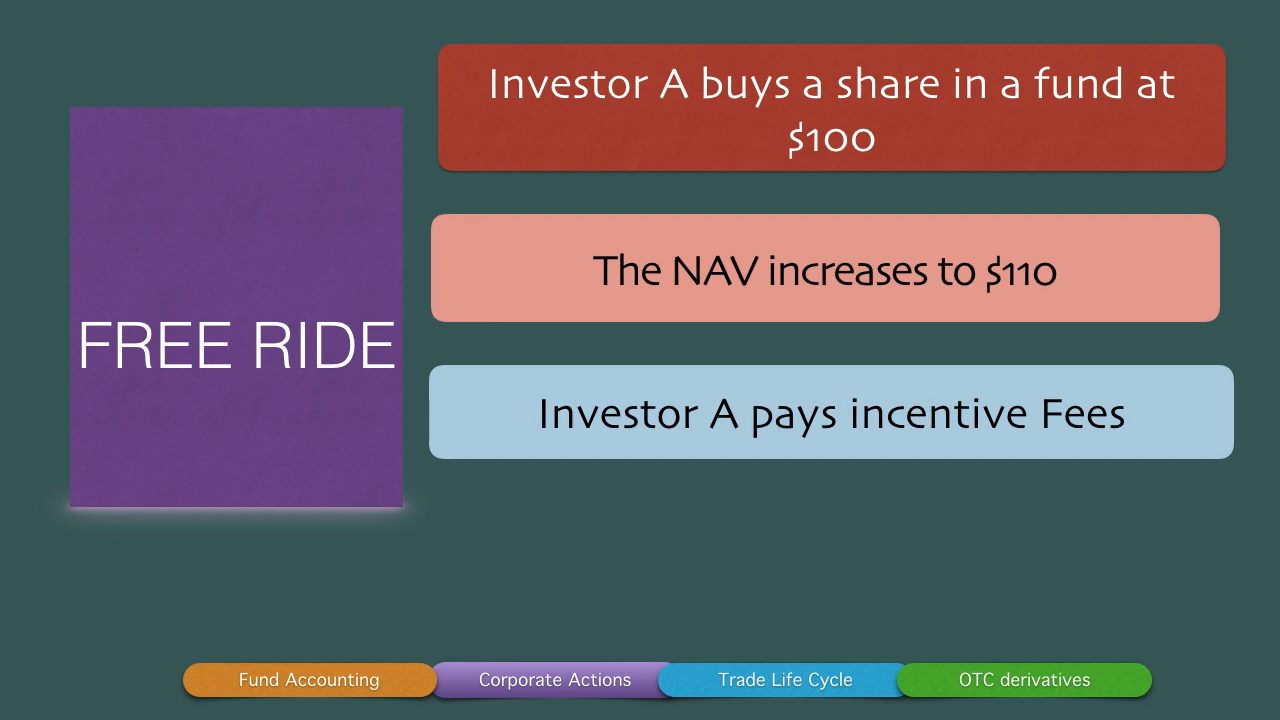 Investor A buys a share in a fund at
$100
The NAV increases to $110
FREE RIDE
Investor A pays incentive Fees
Fund Accounting
Corporate Actions
Trade Life Cycle
OTC derivatives